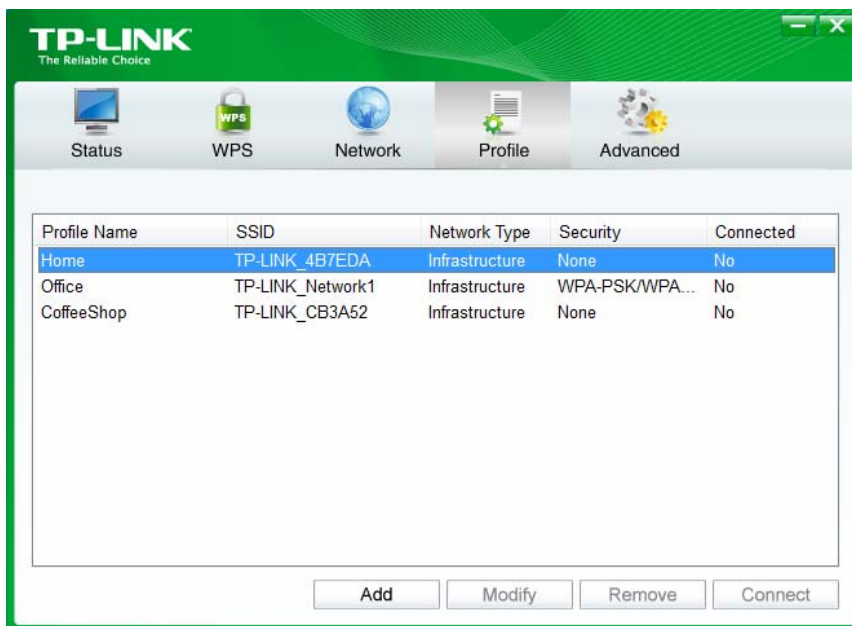 TP-LINK
The Reliable Choice
WPS
Status WPS Network Profile Advanced
Profile Name SSID Network Type Security Connected
Home TP-LINK_4B7EDA Infrastructure None No
Office TP-LINK_Network1 Infrastructure WPA-PSK/WPA... No
CoffeeShop TP-LINK_CB3A52 Infrastructure None No
Add Modify Remove Connect